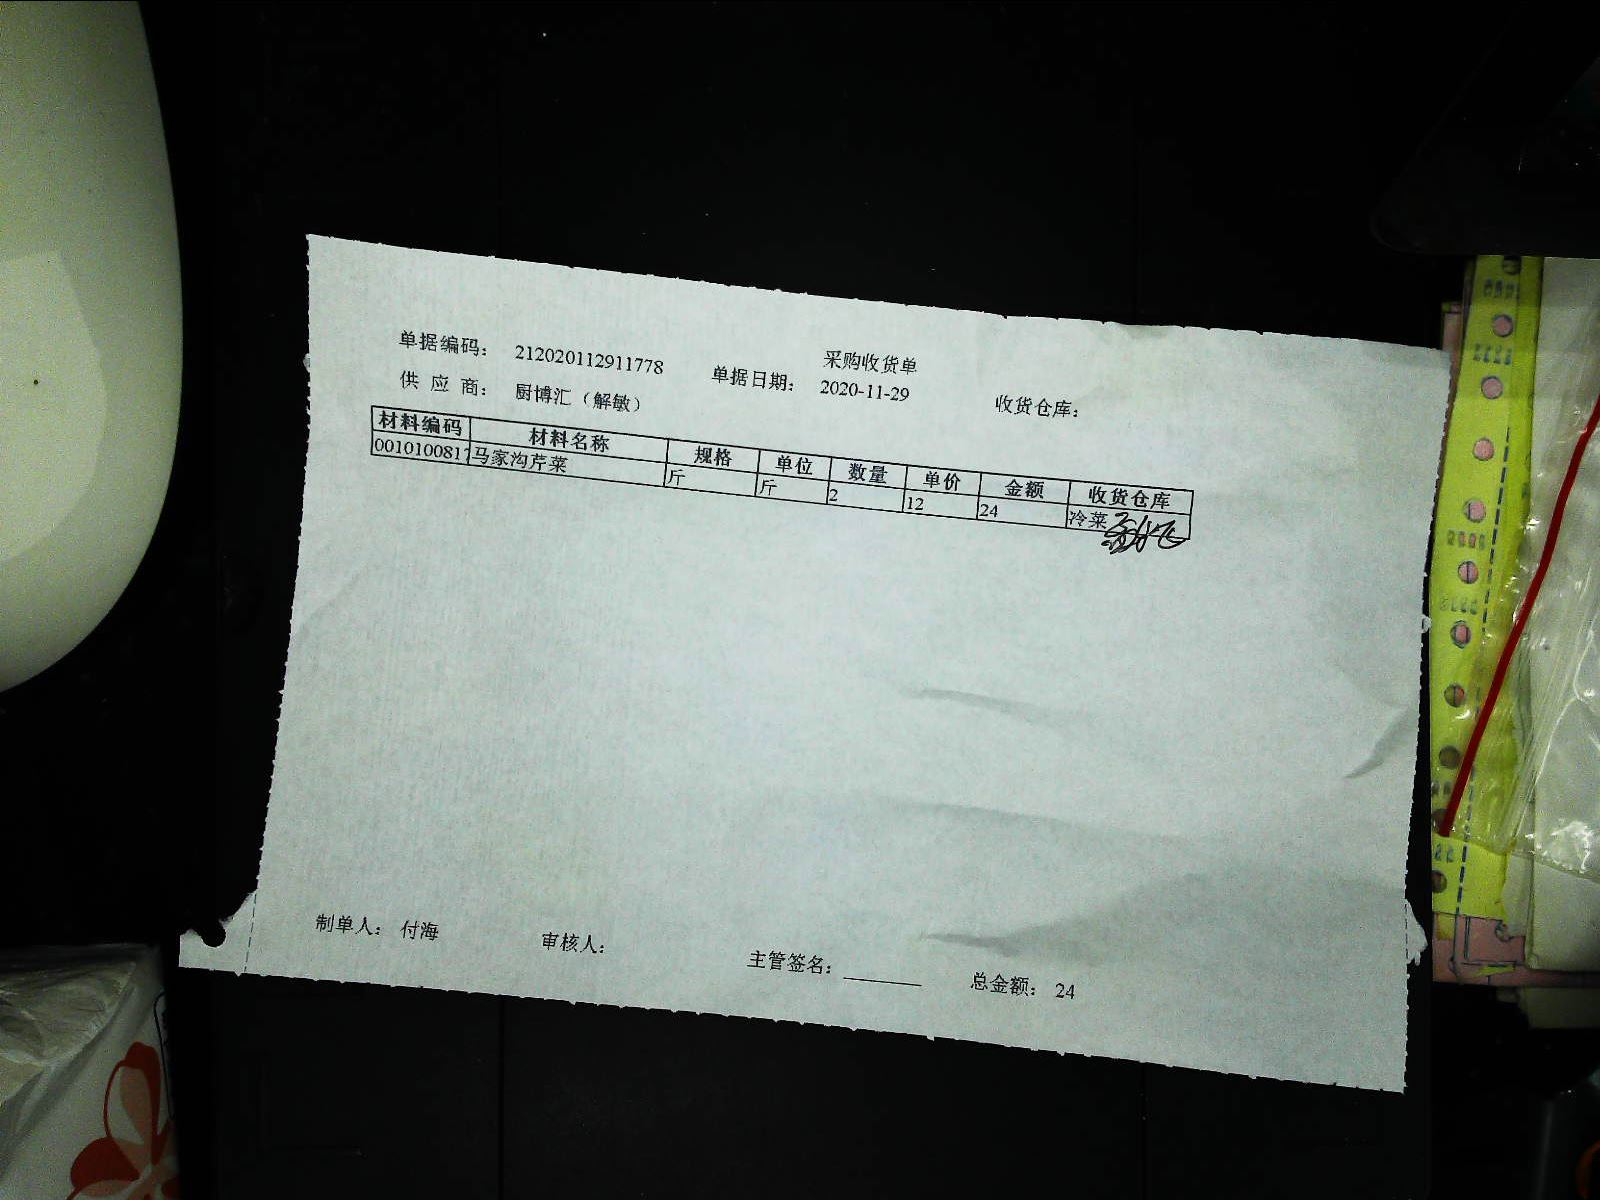 采购收货单
单据编码: 212020112911778 单据日期: 2020-11-29 收货仓库:
供 应 商: 厨博汇（解敏）
材料编码 材料名称 规格 单位 数量 单价 金额 收货仓库
0010100817 马家沟芹菜 斤 斤 2 12 24 冷菜
制单人: 付海 审核人: 主管签名: 总金额: 24